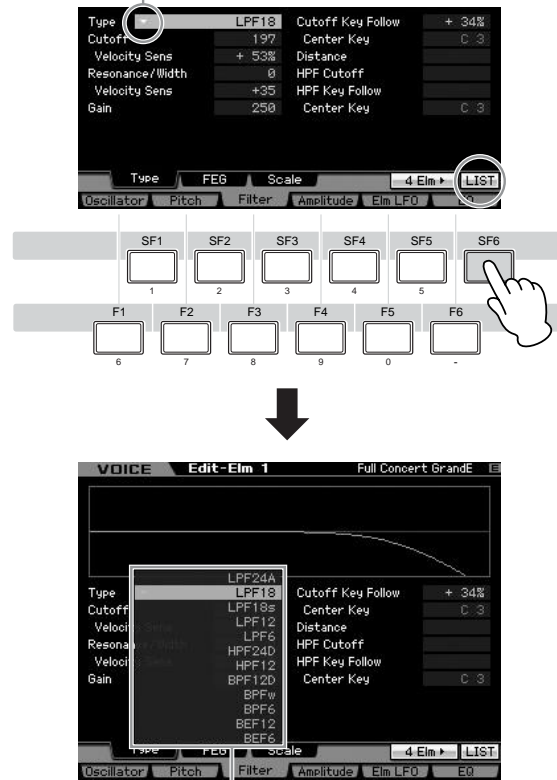 Type LPF18 Cutoff Key Follow + 34%
Cutoff 197 Center Key C 3
Velocity Sens + 53% Distance
Resonance/Width 0 HPF Cutoff
Velocity Sens +35 HPF Key Follow
Gain 250 Center Key C 3
Type FEG Scale 4 Elm LIST
Oscillator Pitch Filter Amplitude Elm LFO EQ
SF1 SF2 SF3 SF4 SF5 SF6
1 2 3 4 5
F1 F2 F3 F4 F5 F6
6 7 8 9 0 -
VOICE Edit-Elm 1 Full Concert GrandE
LPF24A
Type LPF18 Cutoff Key Follow + 34%
Cutoff LPF18s Center Key C 3
LPF12 Distance
LPF6
HPF24D HPF Cutoff
HPF12 HPF Key Follow
Gain BPF12D Center Key C 3
BPFw
BPF6
BEF12
BEF6
Type FEG Scale 4 Elm LIST
Oscillator Pitch Filter Amplitude Elm LFO EQ